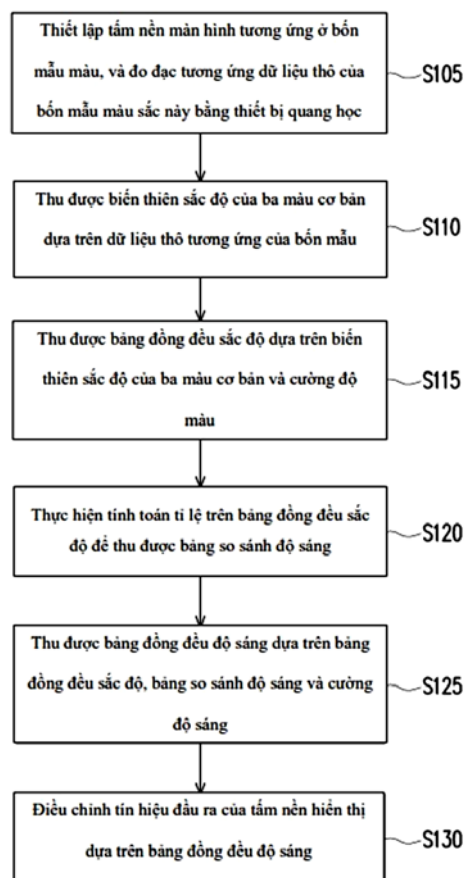 Thiết lập tấm nền màn hình tương ứng ở bốn
mẫu màu, và đo đạc tương ứng dữ liệu thô của
bốn mẫu màu sắc này bằng thiết bị quang học
S105
Thu được biến thiên sắc độ của ba màu cơ bản
dựa trên dữ liệu thô tương ứng của bốn mẫu
S110
Thu được bảng đồng đều sắc độ dựa trên biến
thiên sắc độ của ba màu cơ bản và cường độ
màu
S115
Thực hiện tính toán tỉ lệ trên bảng đồng đều sắc
độ để thu được bảng so sánh độ sáng
S120
Thu được bảng đồng đều độ sáng dựa trên bảng
đồng đều sắc độ, bảng so sánh độ sáng và cường
độ sáng
S125
Điều chỉnh tín hiệu đầu ra của tấm nền hiển thị
dựa trên bảng đồng đều độ sáng
S130